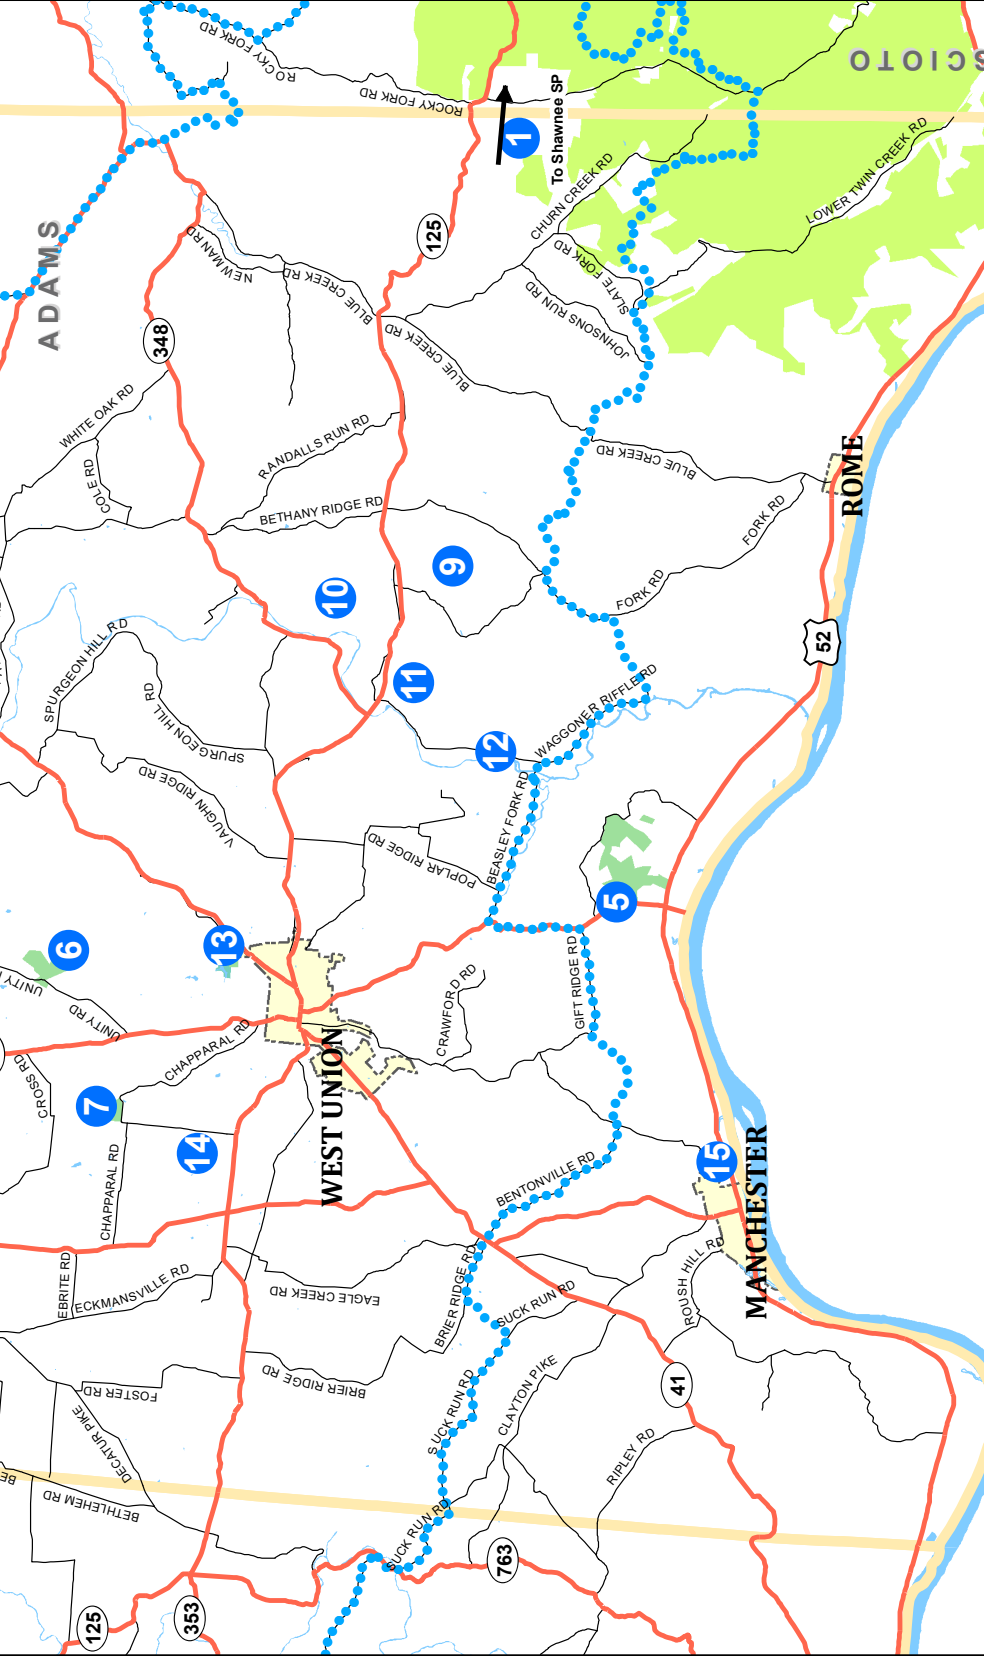 ROCKY FORK RD
ROCKY FORK RD
ROCKY FORK RD
SCIOTO
1
To Shawnee SP
ADAMS
125
CHURN CREEK RD
LOWER TWIN CREEK RD
NEWMAN RD
BLUE CREEK RD
SLATE FORK RD
JOHNSONS RUN RD
348
BLUE CREEK RD
WHITE OAK RD
COLE RD
RANDALLS RUN RD
BLUE CREEK RD
ROME
BETHANY RIDGE RD
FORK RD
9
10
FORK RD
52
SPURGEON HILL RD
SPURGEON HILL RD
11
WAGGONER RIFFLE RD
12
VAUGHN RIDGE RD
POPLAR RIDGE RD
BEASLEY FORK RD
5
6
13
UNITY
UNITY RD
CRAWFORD RD
GIFT RIDGE RD
CHAPPARAL RD
CROSS RD
7
WEST UNION
14
CHAPPARAL RD
15
MANCHESTER
BENTONVILLE RD
EBRITE RD
ECKMANSVILLE RD
EAGLE CREEK RD
BRIER RIDGE RD
SUCK RUN RD
ROUSH HILL RD
FOSTER RD
BRIER RIDGE RD
SUCK RUN RD
CLAYTON PIKE
41
DECATUR PIKE
RIPLEY RD
BE
BETHLEHEM RD
SUCK RUN RD
763
125
353